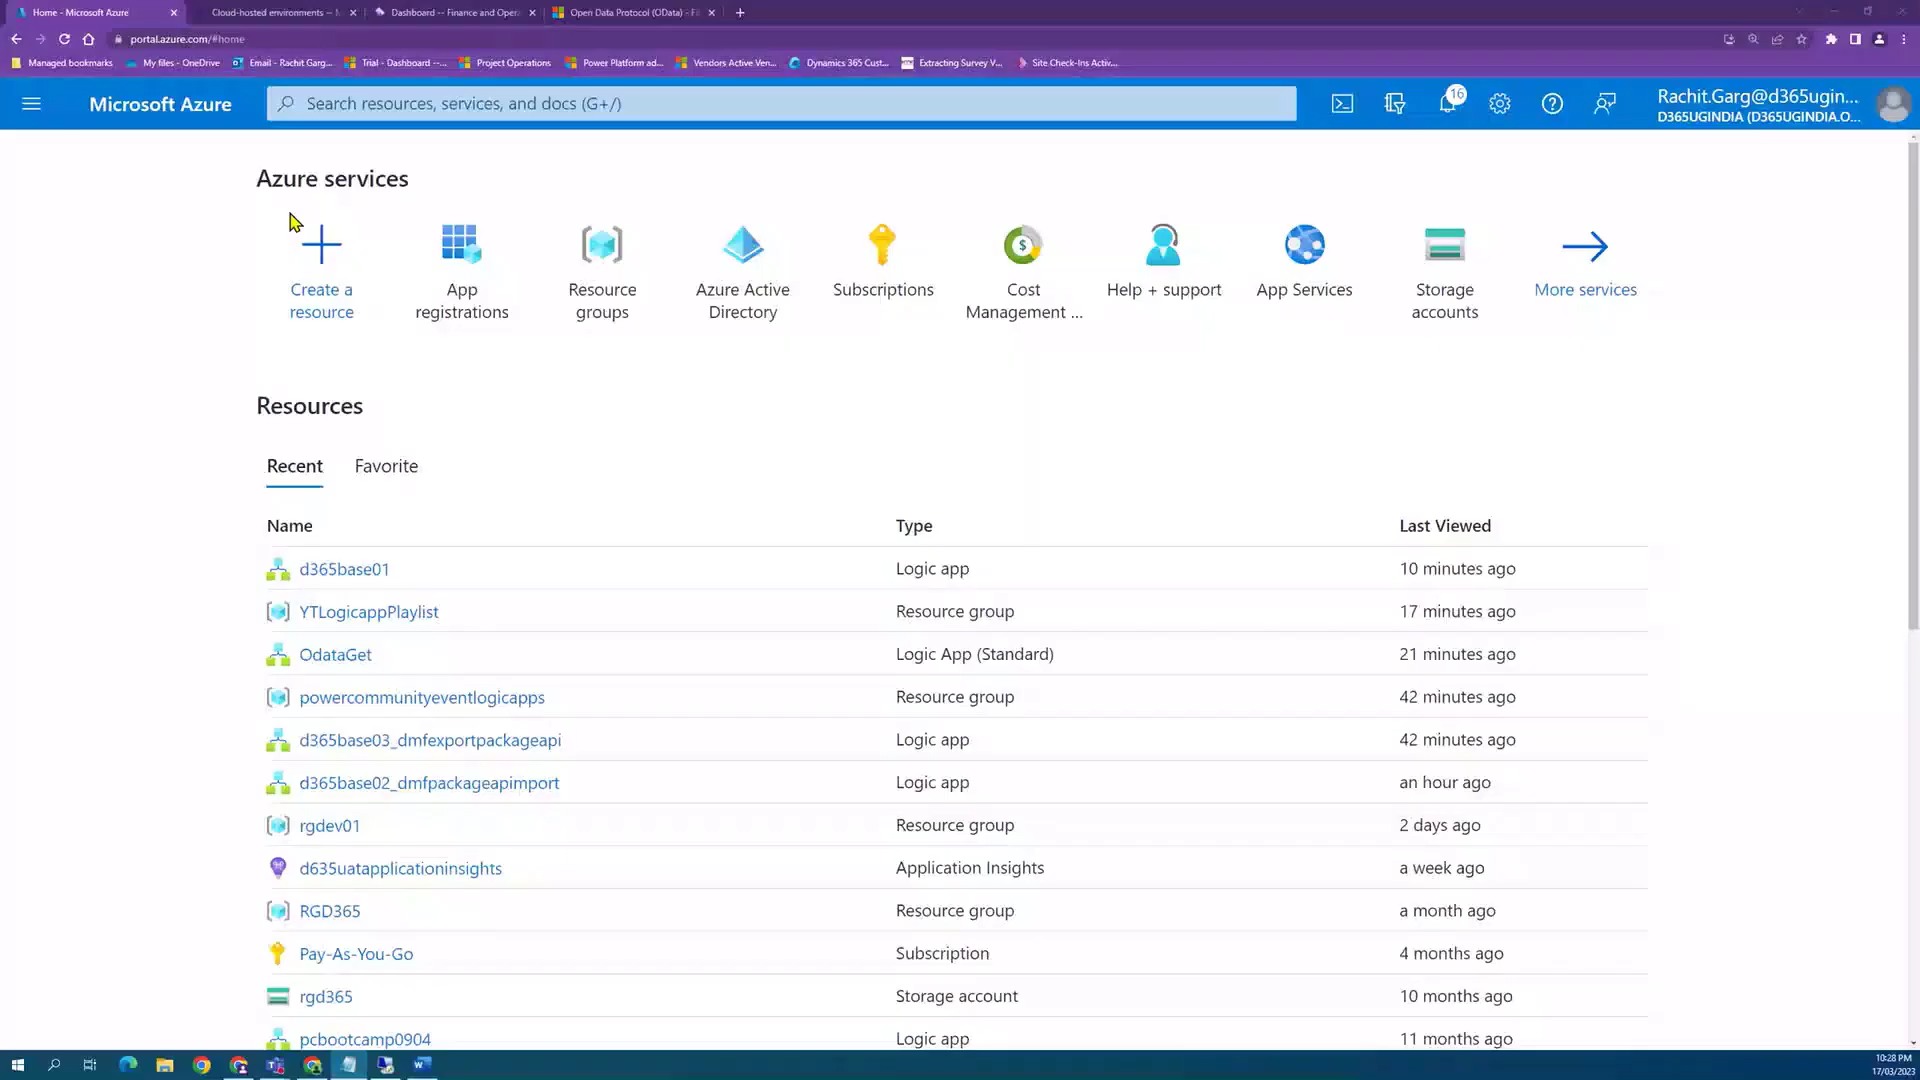 Home - Microsoft Azure
Cloud-hosted environments -
Dashboard -- Finance and Oper
Open Data Protocol (OData) - Fi
portal.azure.com/#home
Managed bookmarks
My files - OneDrive
Email - Rachit Garg...
Trial - Dashboard --...
Project Operations
Power Platform ad...
Vendors Active Ven...
Dynamics 365 Cust...
Extracting Survey V...
Site Check-Ins Activ...
Microsoft Azure
Search resources, services, and docs (G+/)
16
Rachit.Garg@d365ugin...
D365UGINDIA (D365UGINDIA.O...
Azure services
Create a
resource
App
registrations
Resource
groups
Azure Active
Directory
Subscriptions
Cost
Management ...
Help + support
App Services
Storage
accounts
More services
Resources
Recent
Favorite
Name Type Last Viewed
d365base01 Logic app 10 minutes ago
YTLogicappPlaylist Resource group 17 minutes ago
OdataGet Logic App (Standard) 21 minutes ago
powercommunityeventlogicapps Resource group 42 minutes ago
d365base03_dmfexportpackageapi Logic app 42 minutes ago
d365base02_dmfpackageapimport Logic app an hour ago
rgdev01 Resource group 2 days ago
d635uatapplicationinsights Application Insights a week ago
RGD365 Resource group a month ago
Pay-As-You-Go Subscription 4 months ago
rgd365 Storage account 10 months ago
pcbootcamp0904 Logic app 11 months ago
10:28 PM
17/03/2023